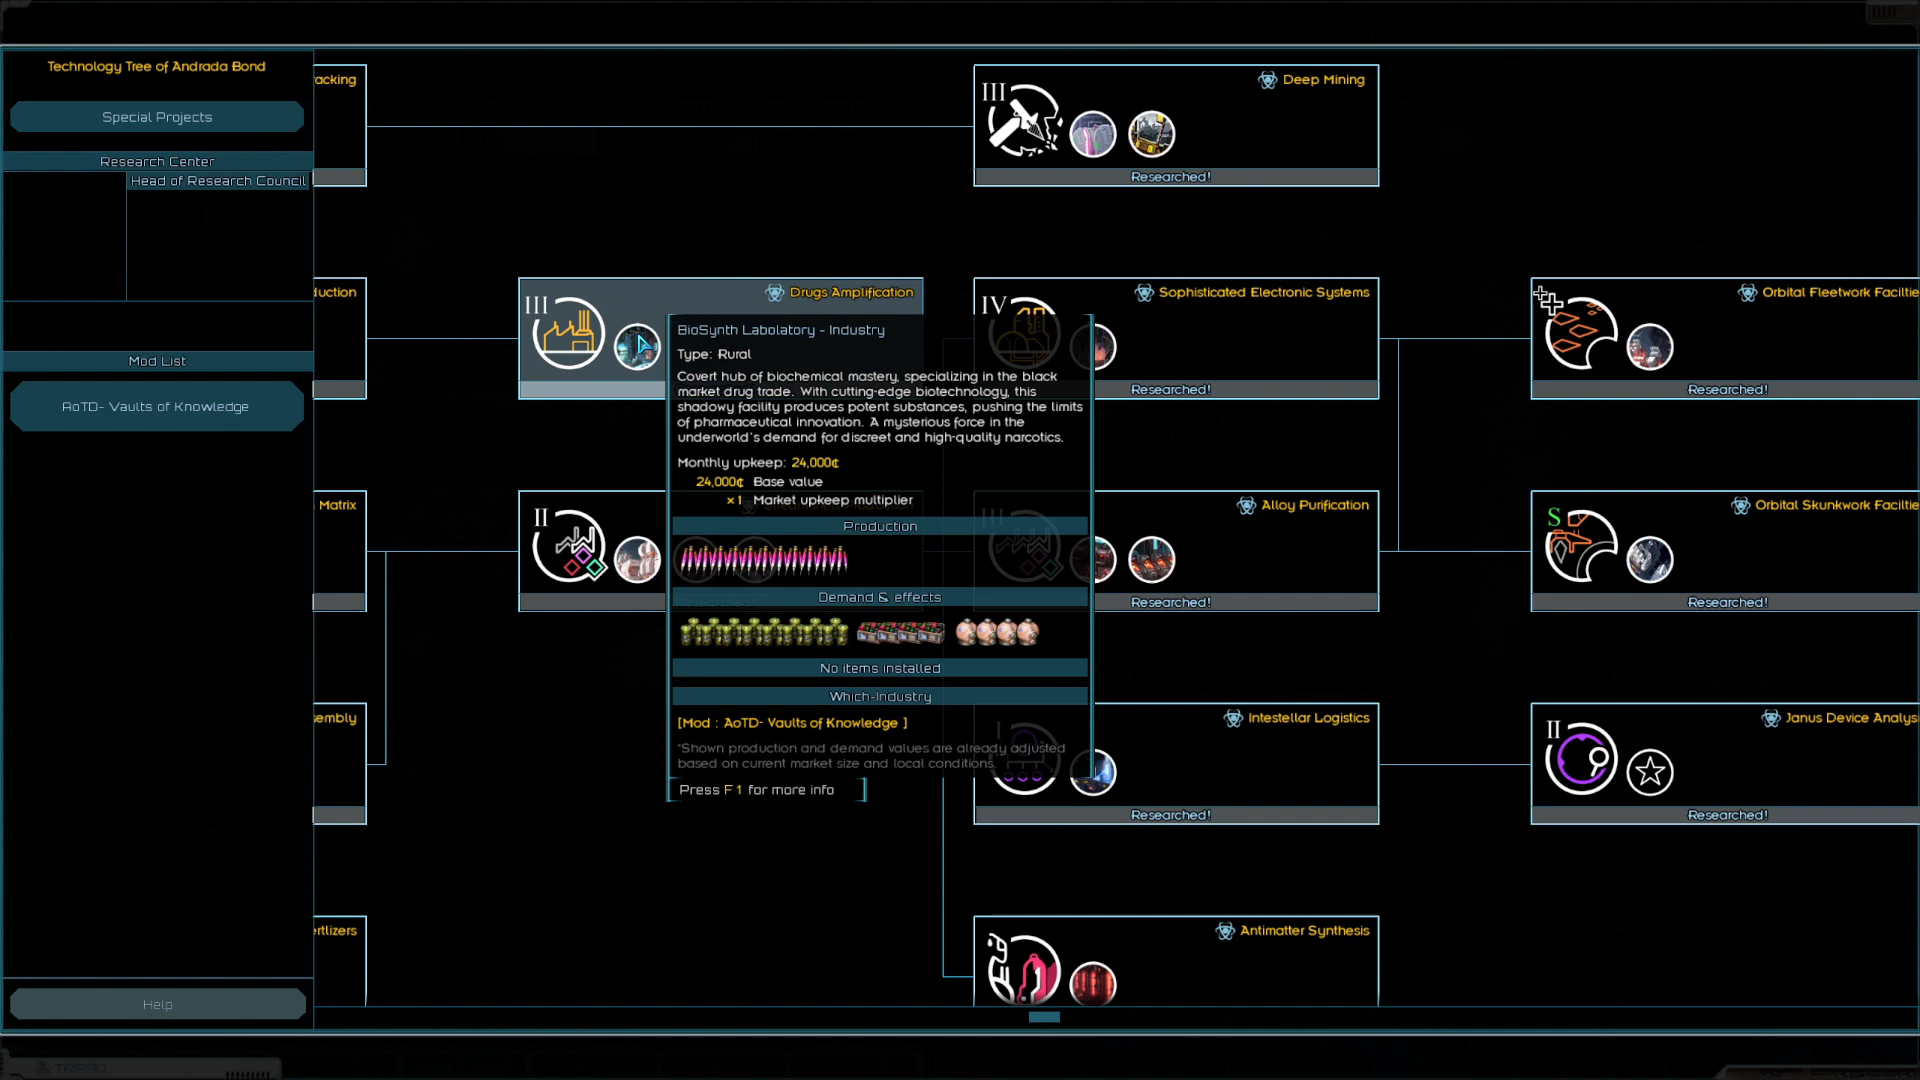 Technology Tree of Andrada Bond
Special Projects
Research Center
Head of Research Council
Mod List
AoTD- Vaults of Knowledge
Help
acking
III
Deep Mining
Researched!
duction
III
Drugs Amplification
IV
Sophisticated Electronic Systems
Researched!
Orbital Fleetwork Faciltie
Researched!
BioSynth Labolatory - Industry
Type: Rural
Covert hub of biochemical mastery, specializing in the black
market drug trade. With cutting-edge biotechnology, this
shadowy facility produces potent substances, pushing the limits
of pharmaceutical innovation. A mysterious force in the
underworld's demand for discreet and high-quality narcotics.
Monthly upkeep: 24,000¢
24,000¢ Base value
×1 Market upkeep multiplier
Production
Demand & effects
No items installed
Which-Industry
[Mod : AoTD- Vaults of Knowledge ]
*Shown production and demand values are already adjusted
based on current market size and local conditions.
Press F1 for more info
Matrix
II
III
Alloy Purification
Researched!
S
Orbital Skunkwork Faciltie
Researched!
embly
I
Intestellar Logistics
Researched!
II
Janus Device Analys
Researched!
ertlizers
Antimatter Synthesis